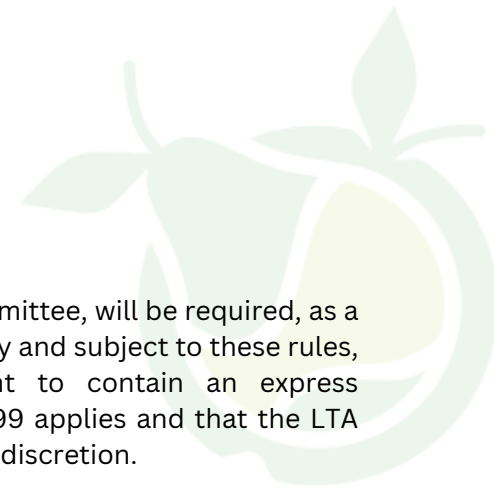 mittee, will be required, as a
y and subject to these rules,
nt to contain an express
99 applies and that the LTA
discretion.